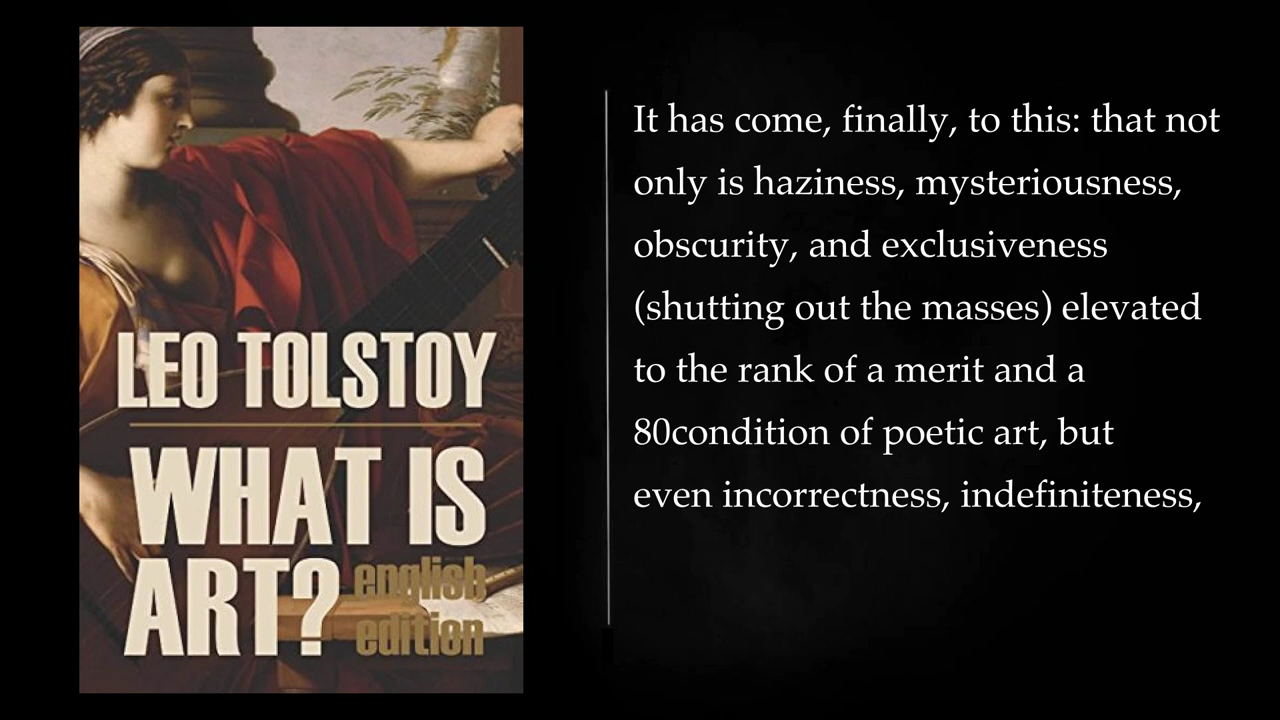 LEO TOLSTOY
WHAT IS
ART?
english
edition
It has come, finally, to this: that not
only is haziness, mysteriousness,
obscurity, and exclusiveness
(shutting out the masses) elevated
to the rank of a merit and a
80condition of poetic art, but
even incorrectness, indefiniteness,